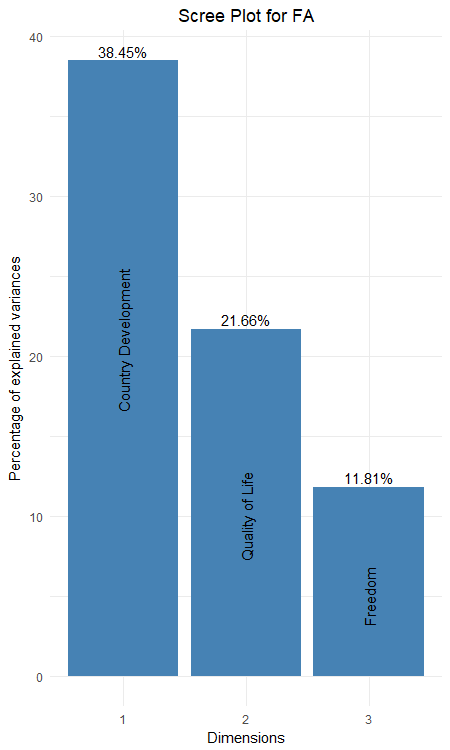 Scree Plot for FA
Percentage of explained variances
40
30
20
10
0
38.45%
Country Development
21.66%
Quality of Life
11.81%
Freedom
1
2
3
Dimensions